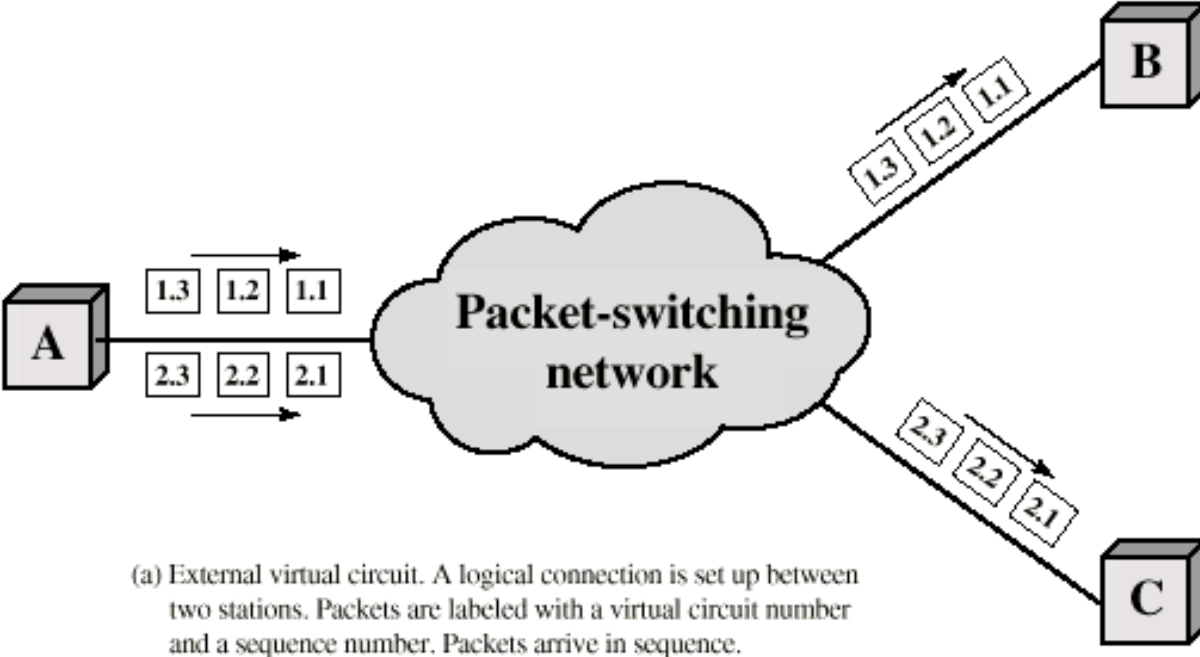 B
1.1
1.2
1.3
1.3 1.2 1.1
A
Packet-switching
network
2.3 2.2 2.1
2.3
2.2
2.1
C
(a) External virtual circuit. A logical connection is set up between
two stations. Packets are labeled with a virtual circuit number
and a sequence number. Packets arrive in sequence.